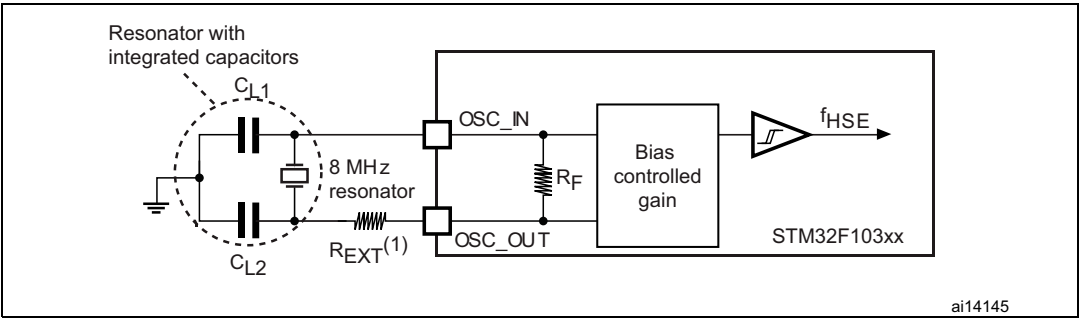 Resonator with
integrated capacitors
CL1
OSC_IN
fHSE
8 MHz
resonator
RF
Bias
controlled
gain
REXT(1)
OSC_OUT
STM32F103xx
CL2
ai14145